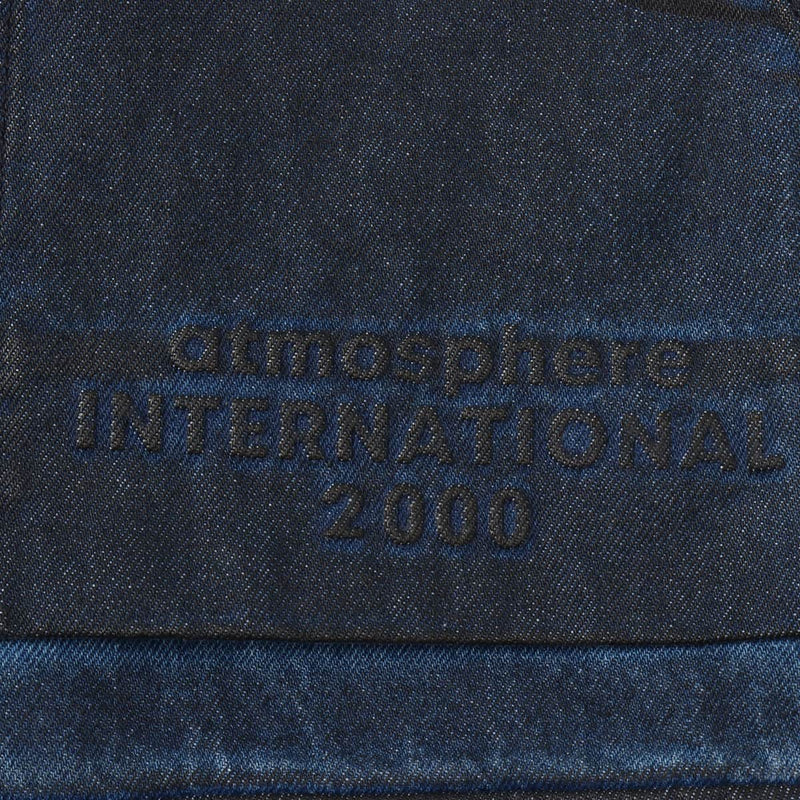 atmosphere
INTERNATIONAL
2000